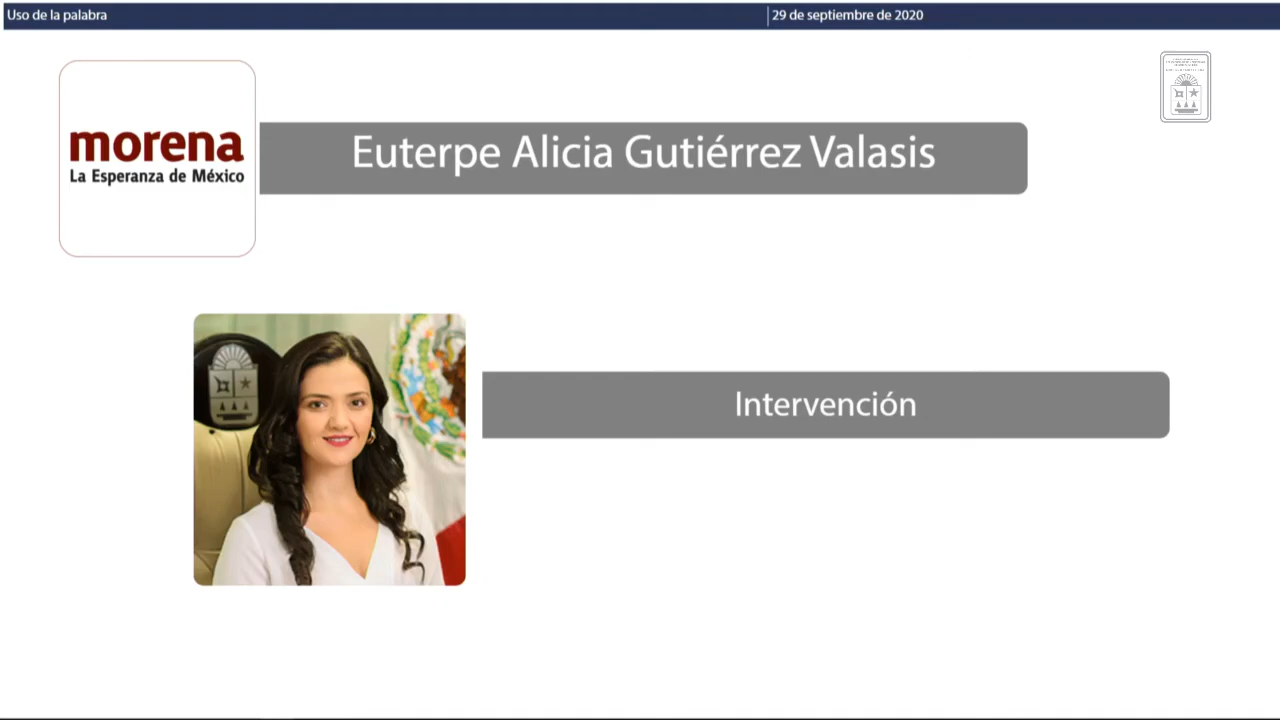 Uso de la palabra
29 de septiembre de 2020
morena
La Esperanza de México
Euterpe Alicia Gutiérrez Valasis
Intervención